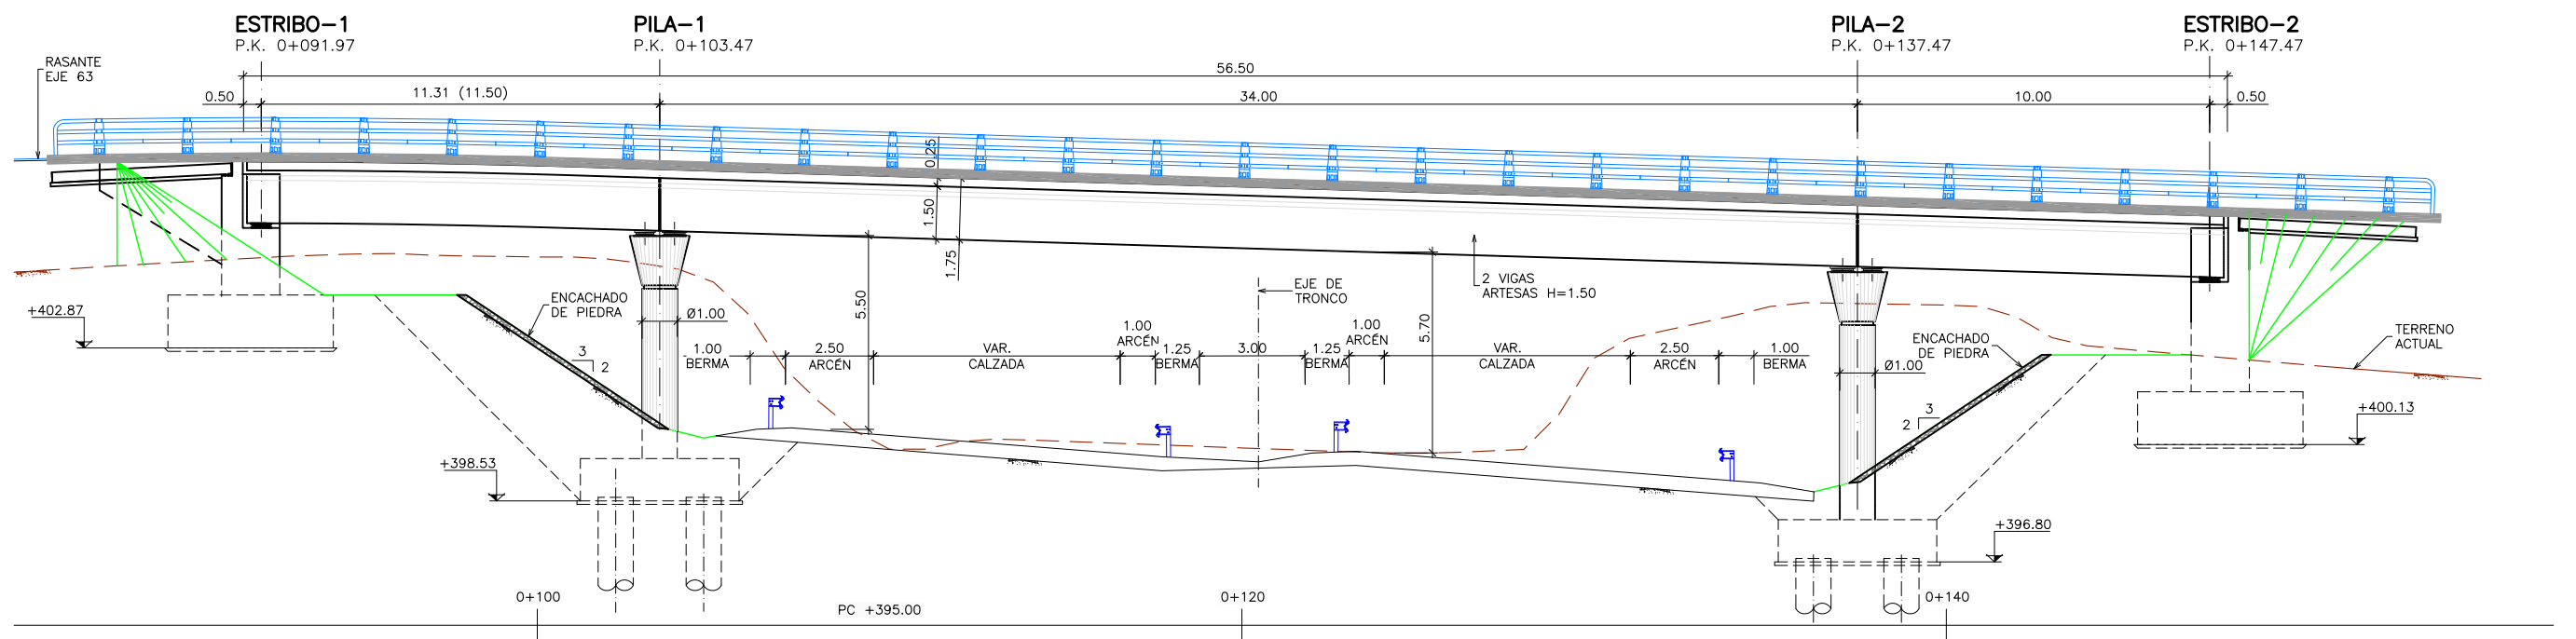 ESTRIBO-1
P.K. 0+091.97
PILA-1
P.K. 0+103.47
PILA-2
P.K. 0+137.47
ESTRIBO-2
P.K. 0+147.47
RASANTE
EJE 63
56.50
0.50
11.31 (11.50)
34.00
10.00
0.50
0.25
1.50
1.75
5.50
5.70
2 VIGAS
ARTESAS H=1.50
EJE DE
TRONCO
ENCACHADO
DE PIEDRA
Ø1.00
3
2
+402.87
1.00
BERMA
2.50
ARCÉN
VAR.
CALZADA
1.00
ARCÉN
1.25
BERMA
3.00
1.25
BERMA
1.00
ARCÉN
VAR.
CALZADA
2.50
ARCÉN
1.00
BERMA
Ø1.00
ENCACHADO
DE PIEDRA
3
2
TERRENO
ACTUAL
+400.13
+398.53
+396.80
0+100
PC +395.00
0+120
0+140